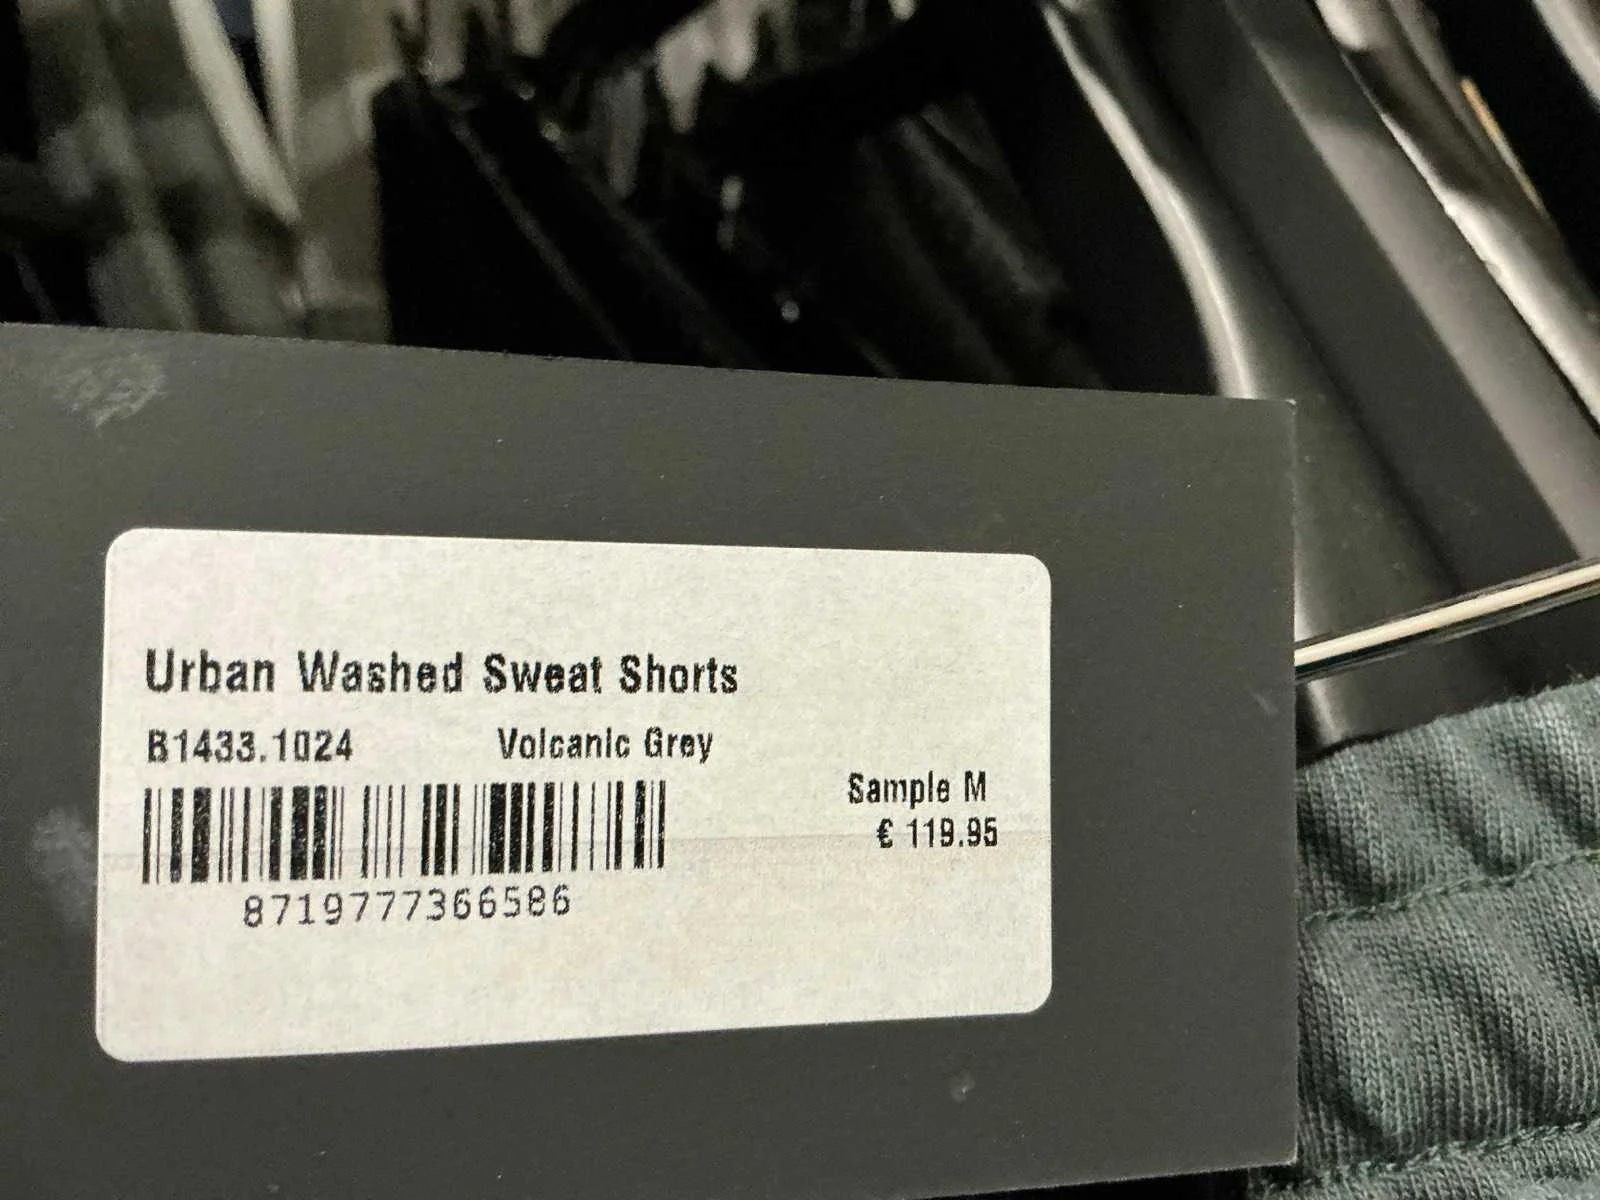 Urban Washed Sweat Shorts
B1433.1024 Volcanic Grey
Sample M
€ 119.95
8719777366586